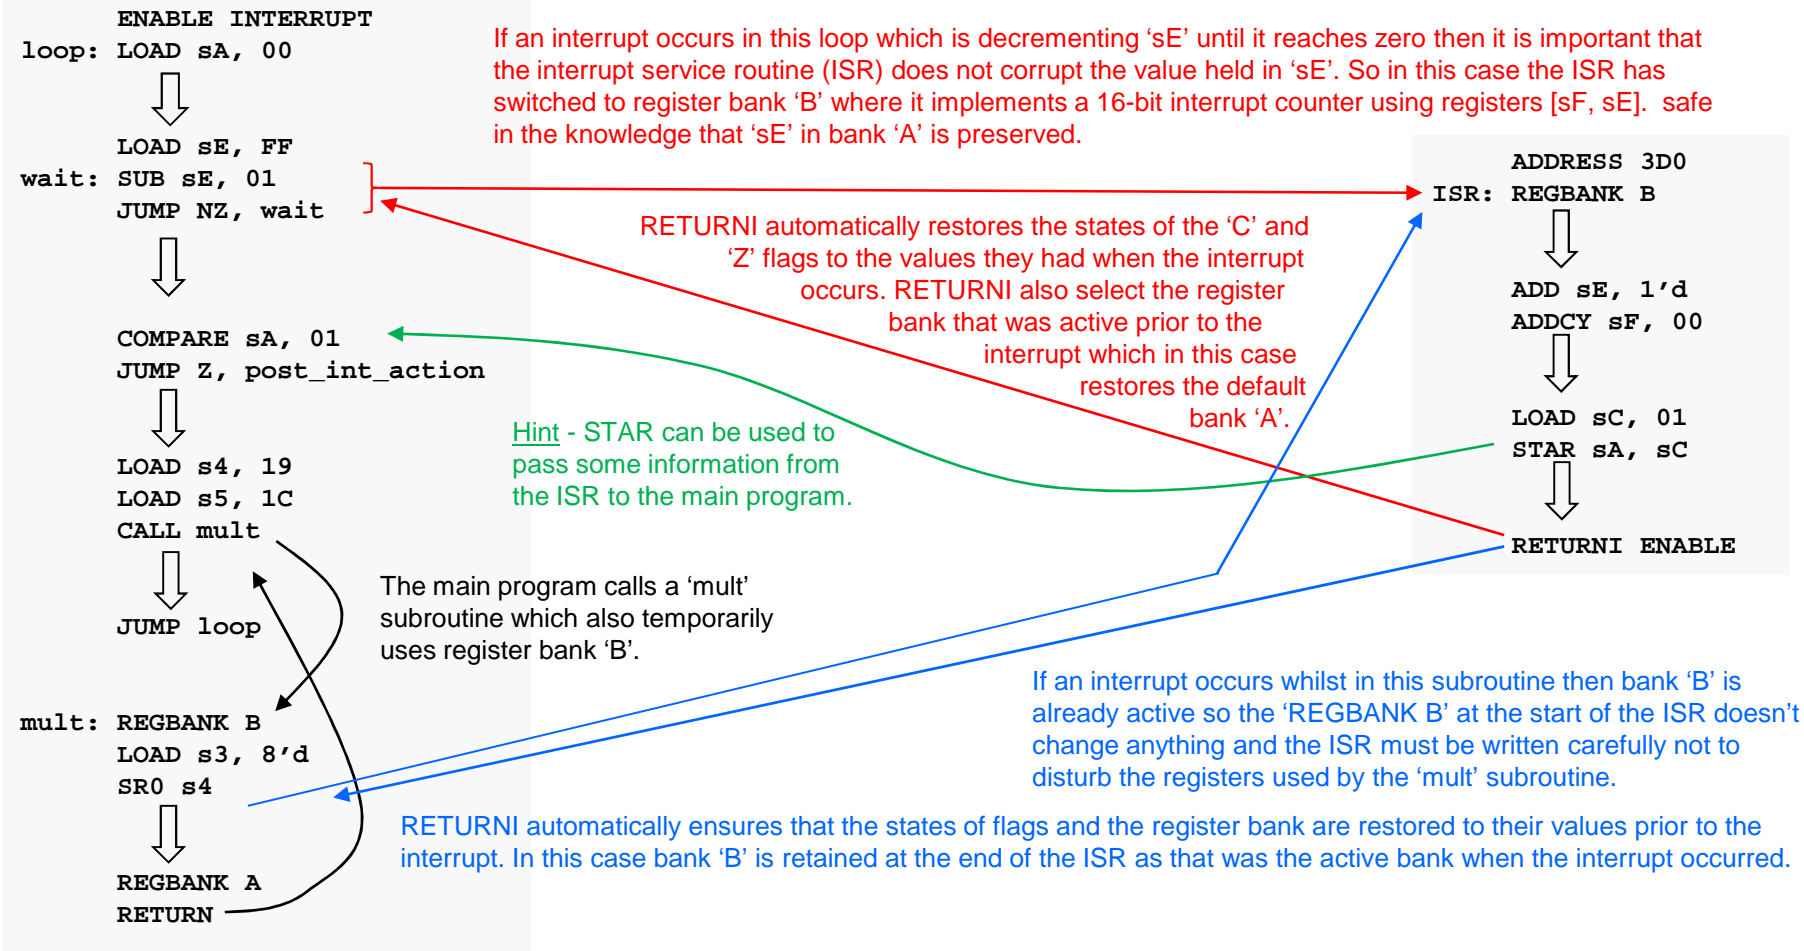 ENABLE INTERRUPT
loop: LOAD sA, 00
LOAD sE, FF
wait: SUB sE, 01
JUMP NZ, wait
COMPARE sA, 01
JUMP Z, post_int_action
LOAD s4, 19
LOAD s5, 1C
CALL mult
JUMP loop
mult: REGBANK B
LOAD s3, 8’d
SR0 s4
REGBANK A
RETURN
If an interrupt occurs in this loop which is decrementing ‘sE’ until it reaches zero then it is important that
the interrupt service routine (ISR) does not corrupt the value held in ‘sE’. So in this case the ISR has
switched to register bank ‘B’ where it implements a 16-bit interrupt counter using registers [sF, sE].  safe
in the knowledge that ‘sE’ in bank ‘A’ is preserved.
ADDRESS 3D0
ISR: REGBANK B
ADD sE, 1’d
ADDCY sF, 00
LOAD sC, 01
STAR sA, sC
RETURNI ENABLE
RETURNI automatically restores the states of the ‘C’ and
‘Z’ flags to the values they had when the interrupt
occurs. RETURNI also select the register
bank that was active prior to the
interrupt which in this case
restores the default
bank ‘A’.
Hint - STAR can be used to
pass some information from
the ISR to the main program.
The main program calls a ‘mult’
subroutine which also temporarily
uses register bank ‘B’.
If an interrupt occurs whilst in this subroutine then bank ‘B’ is
already active so the ‘REGBANK B’ at the start of the ISR doesn’t
change anything and the ISR must be written carefully not to
disturb the registers used by the ‘mult’ subroutine.
RETURNI automatically ensures that the states of flags and the register bank are restored to their values prior to the
interrupt. In this case bank ‘B’ is retained at the end of the ISR as that was the active bank when the interrupt occurred.